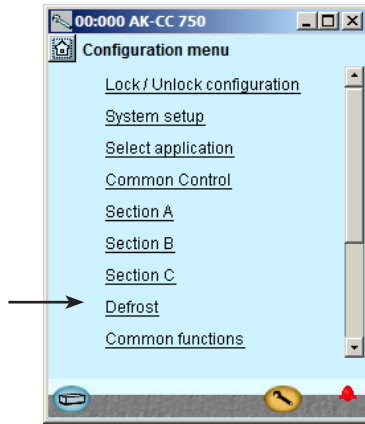 00:000 AK-CC 750
Configuration menu
Lock / Unlock configuration
System setup
Select application
Common Control
Section A
Section B
Section C
Defrost
Common functions